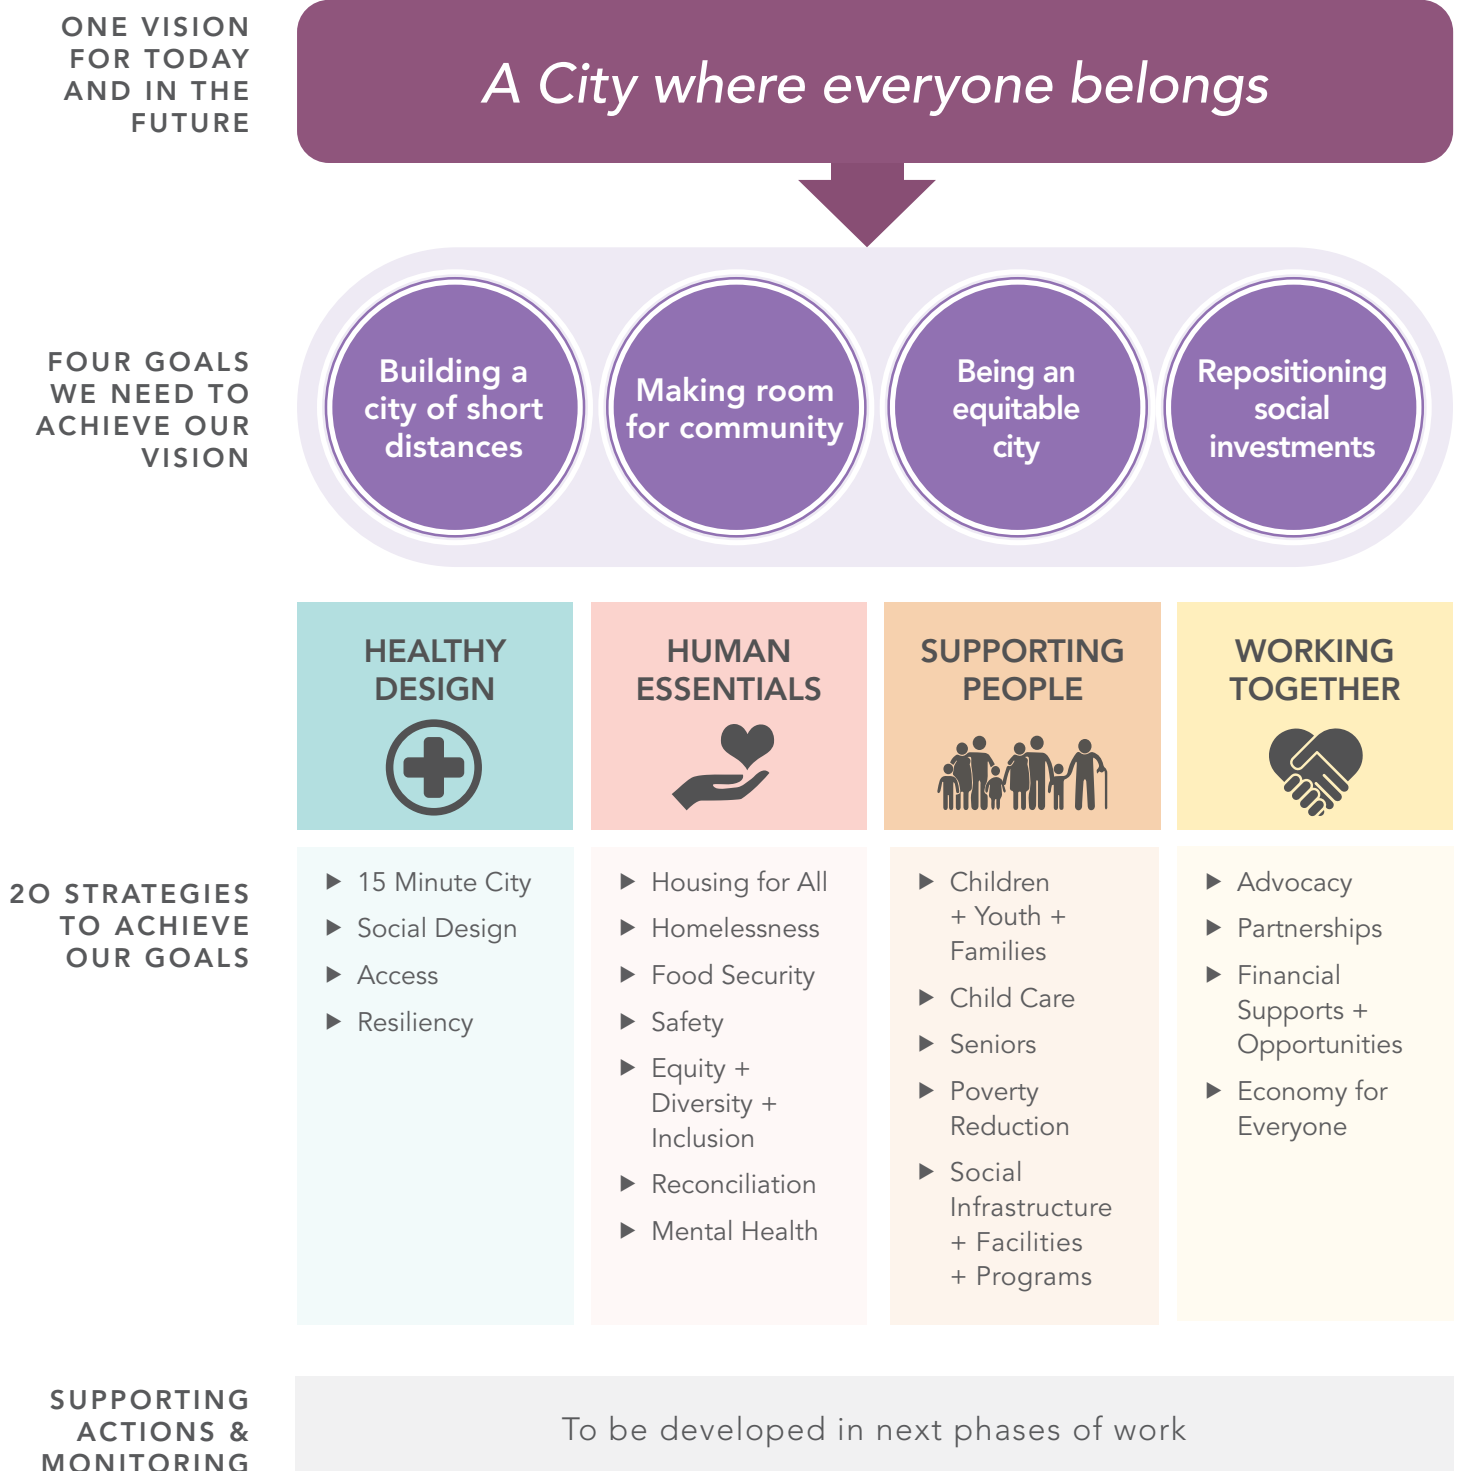 ONE VISION
FOR TODAY
AND IN THE
FUTURE
A City where everyone belongs
FOUR GOALS
WE NEED TO
ACHIEVE OUR
VISION
Building a
city of short
distances
Making room
for community
Being an
equitable
city
Repositioning
social
investments
HEALTHY
DESIGN
HUMAN
ESSENTIALS
SUPPORTING
PEOPLE
WORKING
TOGETHER
20 STRATEGIES
TO ACHIEVE
OUR GOALS
▶ 15 Minute City
▶ Social Design
▶ Access
▶ Resiliency
▶ Housing for All
▶ Homelessness
▶ Food Security
▶ Safety
▶ Equity +
Diversity +
Inclusion
▶ Reconciliation
▶ Mental Health
▶ Children
+ Youth +
Families
▶ Child Care
▶ Seniors
▶ Poverty
Reduction
▶ Social
Infrastructure
+ Facilities
+ Programs
▶ Advocacy
▶ Partnerships
▶ Financial
Supports +
Opportunities
▶ Economy for
Everyone
SUPPORTING
ACTIONS &
MONITORING
To be developed in next phases of work